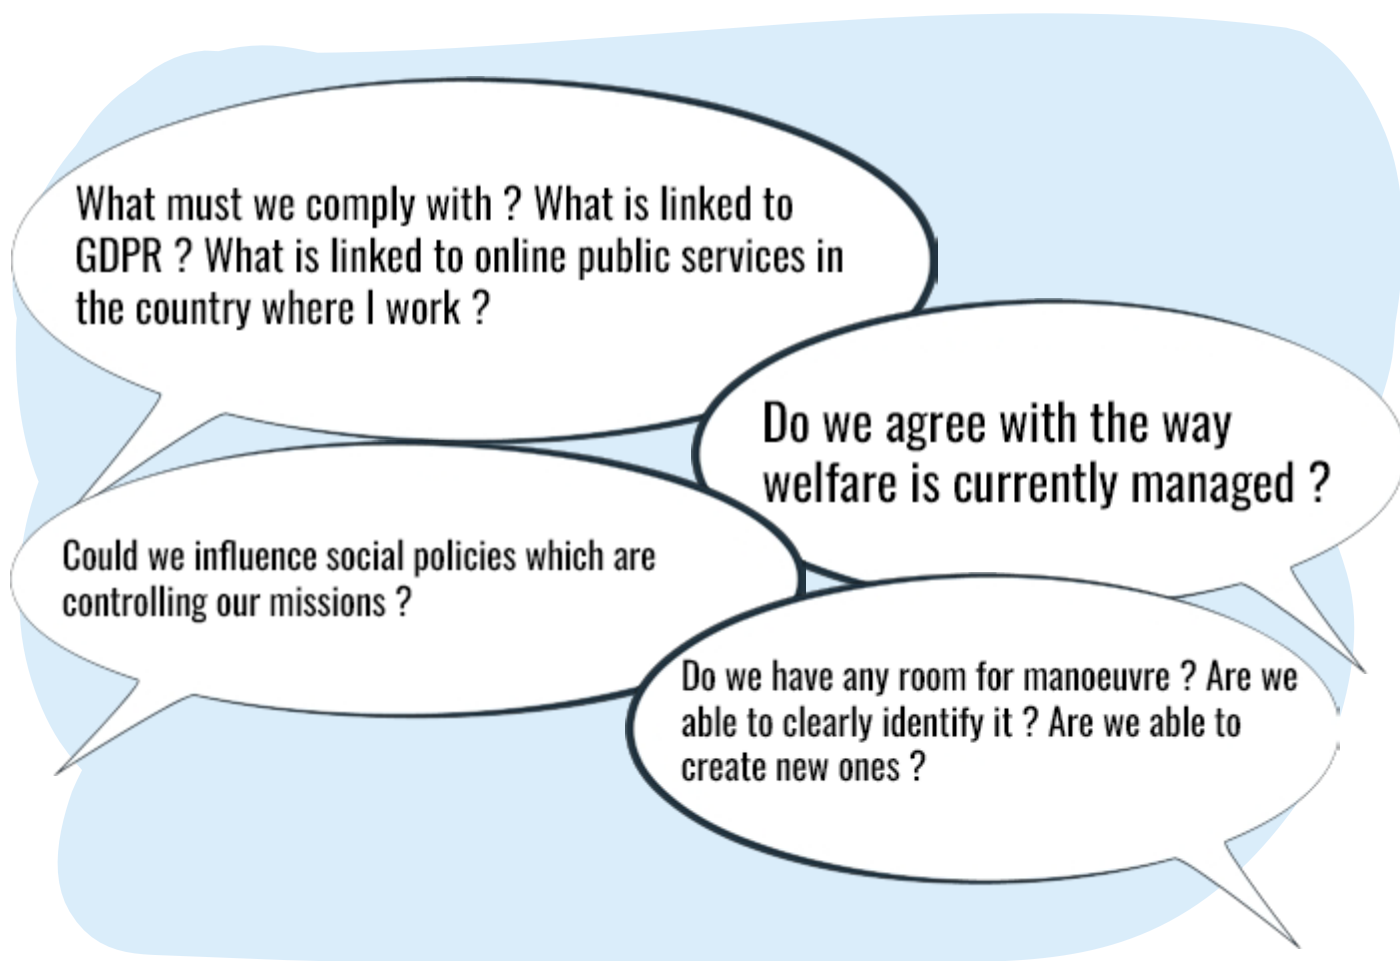 What must we comply with ? What is linked to
GDPR ? What is linked to online public services in
the country where I work ?
Do we agree with the way
welfare is currently managed ?
Could we influence social policies which are
controlling our missions ?
Do we have any room for manoeuvre ? Are we
able to clearly identify it ? Are we able to
create new ones ?